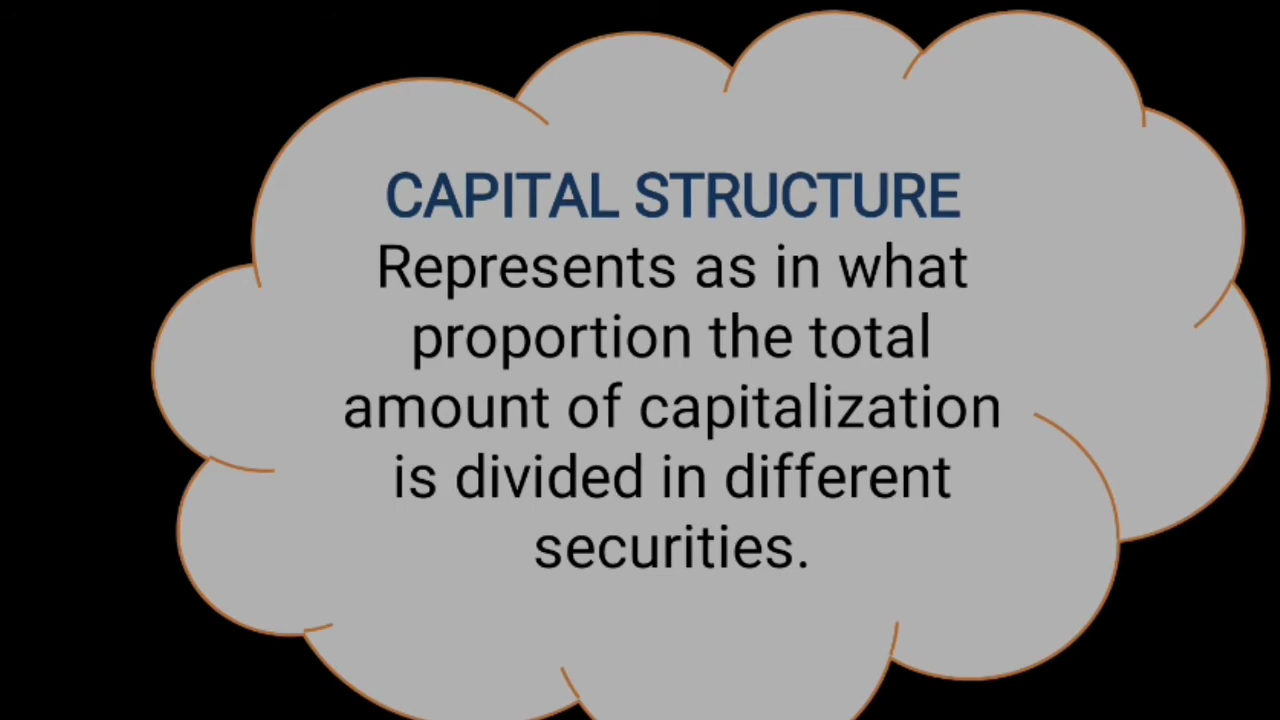 CAPITAL STRUCTURE
Represents as in what
proportion the total
amount of capitalization
is divided in different
securities.